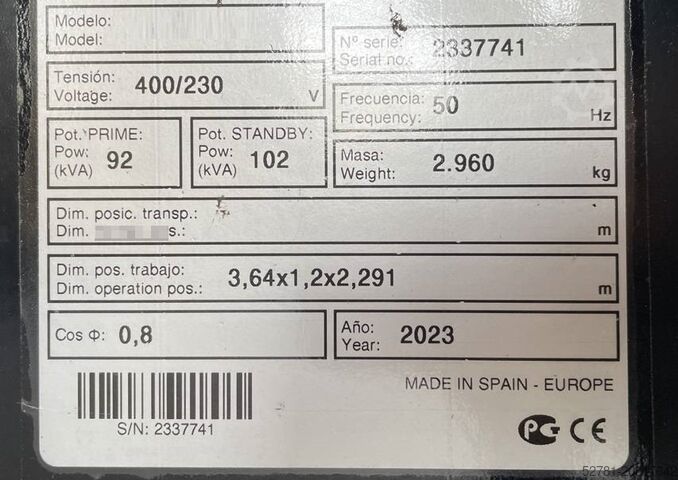 Modelo:
Model:
Nº serie:
Serial no.: 2337741
Tensión:
Voltage: 400/230 V
Frecuencia:
Frequency: 50 Hz
Pot. PRIME:
Pow: 92
(kVA)
Pot. STANDBY:
Pow: 102
(kVA)
Masa:
Weight: 2.960 kg
Dim. posic. transp.:
Dim. s.: m
Dim. pos. trabajo:
Dim. operation pos.: 3,64x1,2x2,291 m
Cos Φ: 0,8
Año:
Year: 2023
MADE IN SPAIN - EUROPE
S/N: 2337741
PG CE